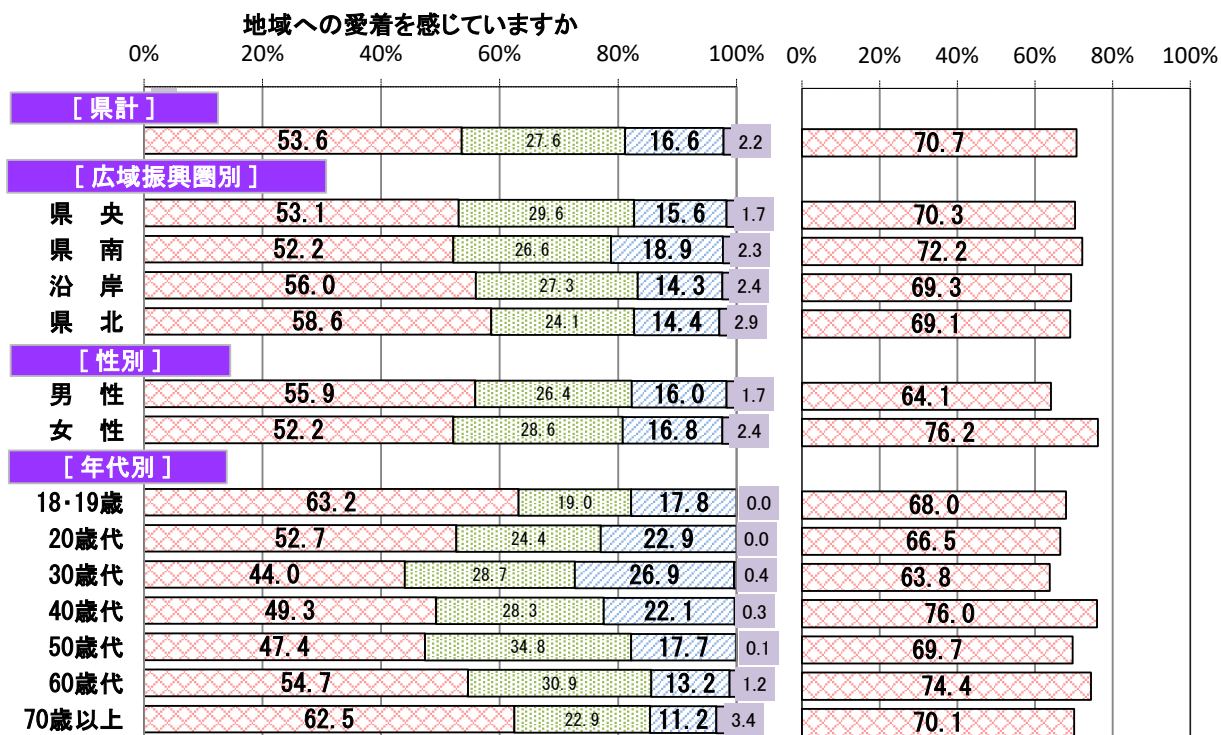 地域への愛着を感じていますか
0% 20% 40% 60% 80% 100% 0% 20% 40% 60% 80% 100%
[ 県計 ]
53.6 27.6 16.6 2.2 70.7
[ 広域振興圏別 ]
県 央 53.1 29.6 15.6 1.7 70.3
県 南 52.2 26.6 18.9 2.3 72.2
沿 岸 56.0 27.3 14.3 2.4 69.3
県 北 58.6 24.1 14.4 2.9 69.1
[ 性別 ]
男 性 55.9 26.4 16.0 1.7 64.1
女 性 52.2 28.6 16.8 2.4 76.2
[ 年代別 ]
18・19歳 63.2 19.0 17.8 0.0 68.0
20歳代 52.7 24.4 22.9 0.0 66.5
30歳代 44.0 28.7 26.9 0.4 63.8
40歳代 49.3 28.3 22.1 0.3 76.0
50歳代 47.4 34.8 17.7 0.1 69.7
60歳代 54.7 30.9 13.2 1.2 74.4
70歳以上 62.5 22.9 11.2 3.4 70.1